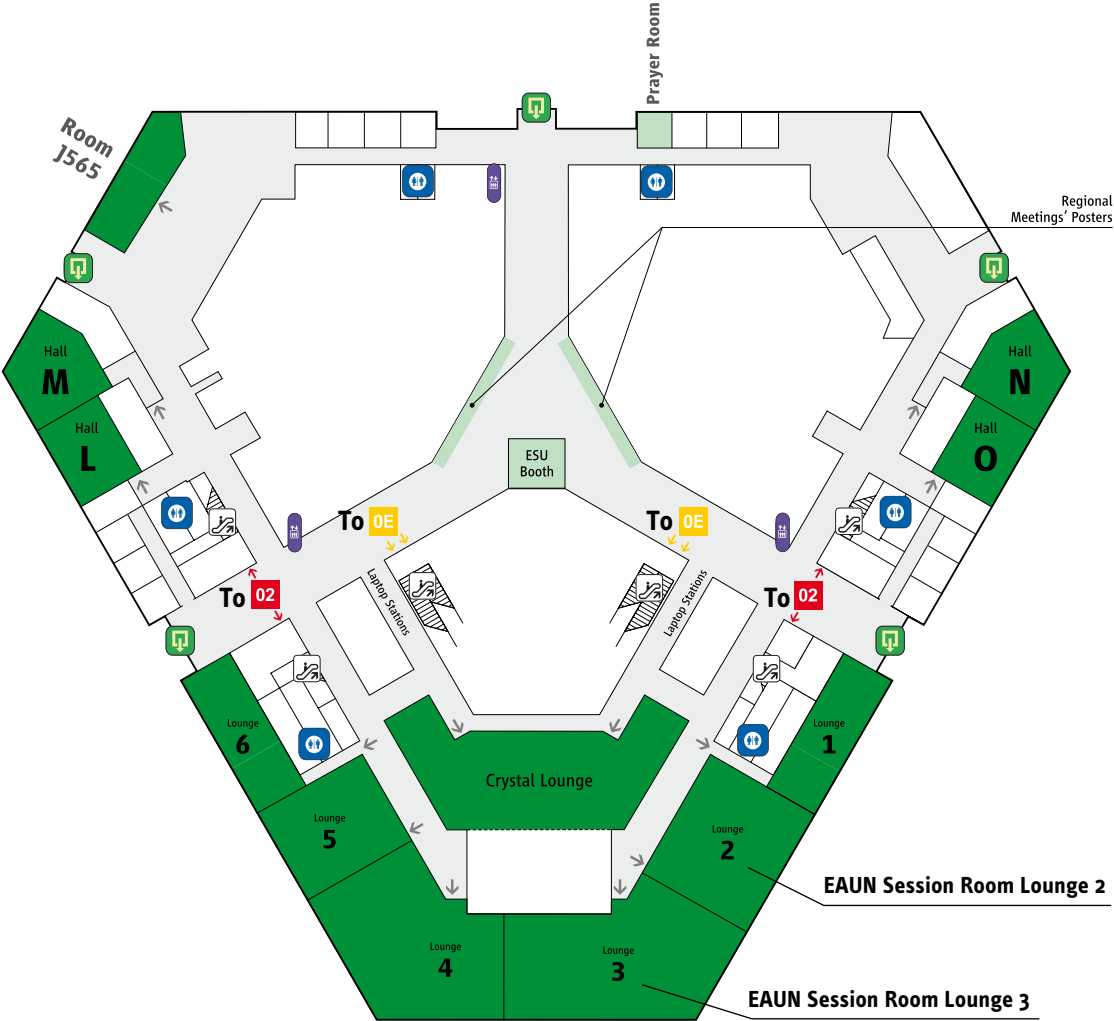 Prayer Room
Room
J565
Regional
Meetings’ Posters
Hall
M
Hall
N
Hall
L
Hall
O
ESU
Booth
To 0E
To 0E
Laptop Stations
Laptop Stations
To 02
To 02
Lounge
6
Lounge
1
Crystal Lounge
Lounge
5
Lounge
2
EAUN Session Room Lounge 2
Lounge
4
Lounge
3
EAUN Session Room Lounge 3